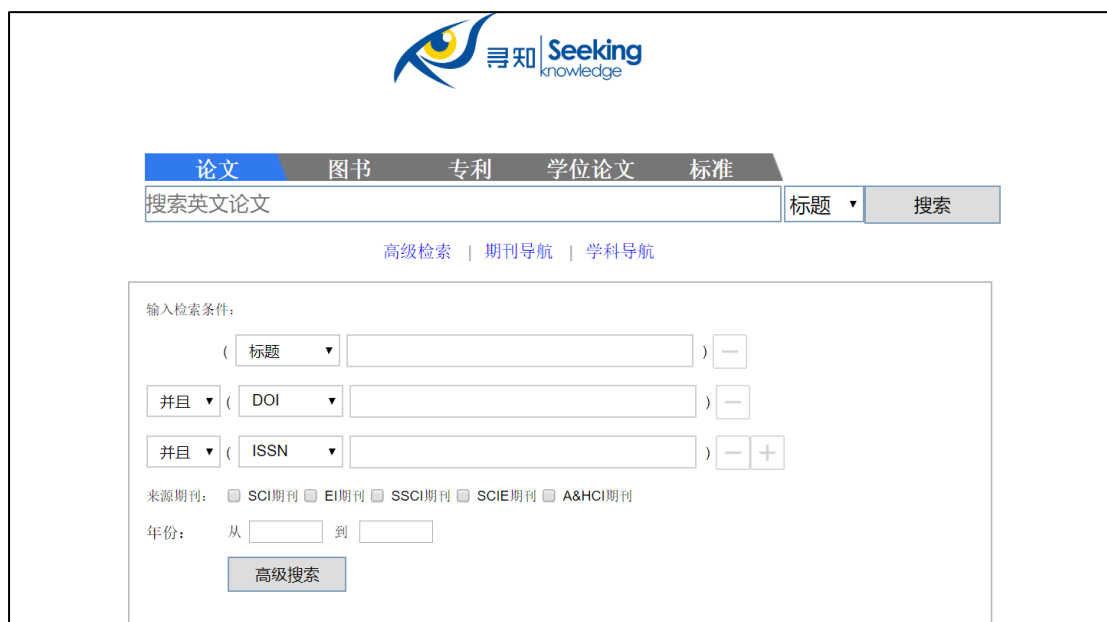 寻知 Seeking
knowledge
论文 图书 专利 学位论文 标准
搜索英文论文 标题 搜索
高级检索 | 期刊导航 | 学科导航
输入检索条件:
( 标题 )
并且 ( DOI )
并且 ( ISSN )
来源期刊: SCI期刊 EI期刊 SSCI期刊 SCIE期刊 A&HCI期刊
年份: 从 到
高级搜索